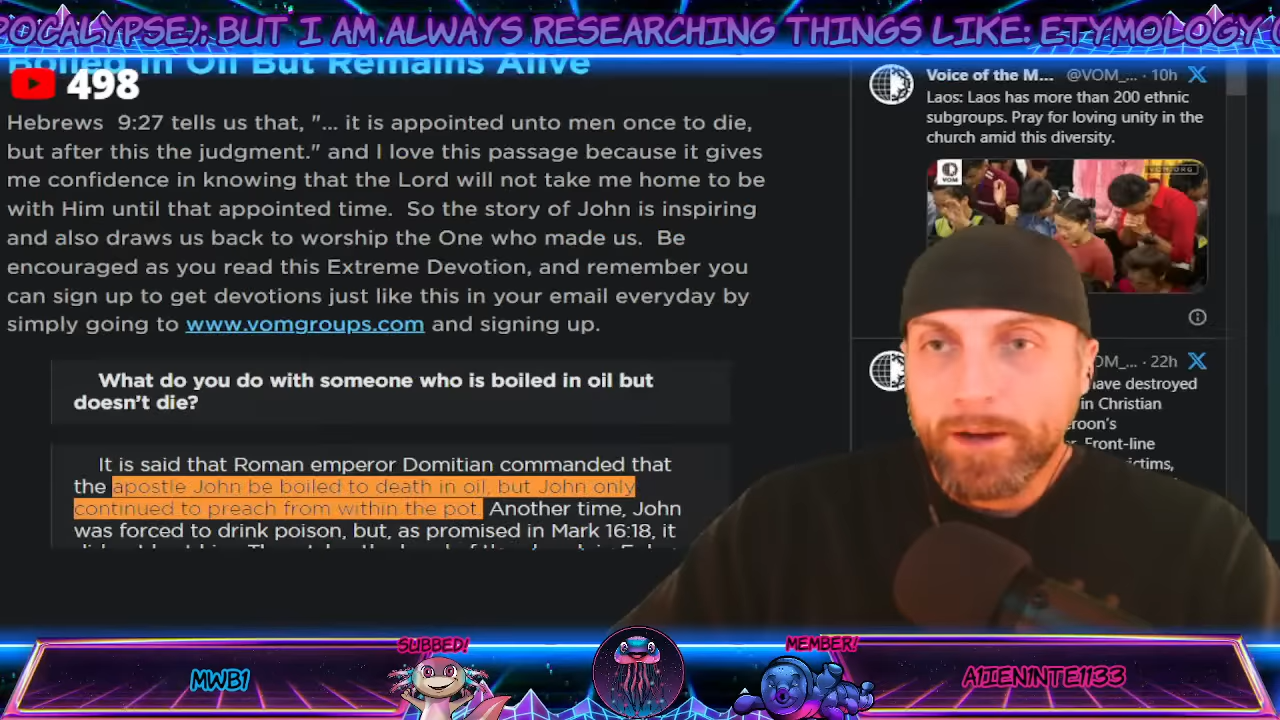 POCALYPSE); BUT I AM ALWAYS RESEARCHING THINGS LIKE: ETYMOLOGY
Boiled In Oil But Remains Alive
498
Hebrews 9:27 tells us that, "... it is appointed unto men once to die,
but after this the judgment." and I love this passage because it gives
me confidence in knowing that the Lord will not take me home to be
with Him until that appointed time. So the story of John is inspiring
and also draws us back to worship the One who made us. Be
encouraged as you read this Extreme Devotion, and remember you
can sign up to get devotions just like this in your email everyday by
simply going to www.vomgroups.com and signing up.
What do you do with someone who is boiled in oil but
doesn't die?
It is said that Roman emperor Domitian commanded that
the apostle John be boiled to death in oil, but John only
continued to preach from within the pot. Another time, John
was forced to drink poison, but, as promised in Mark 16:18, it
Voice of the M... @VOM_... · 10h
Laos: Laos has more than 200 ethnic
subgroups. Pray for loving unity in the
church amid this diversity.
VOM
VOM.ORG
OM_... · 22h
have destroyed
in Christian
eroon's
Front-line
victims,
SUBBED!
MWB1
MEMBER!
A1IEN1NTE1133